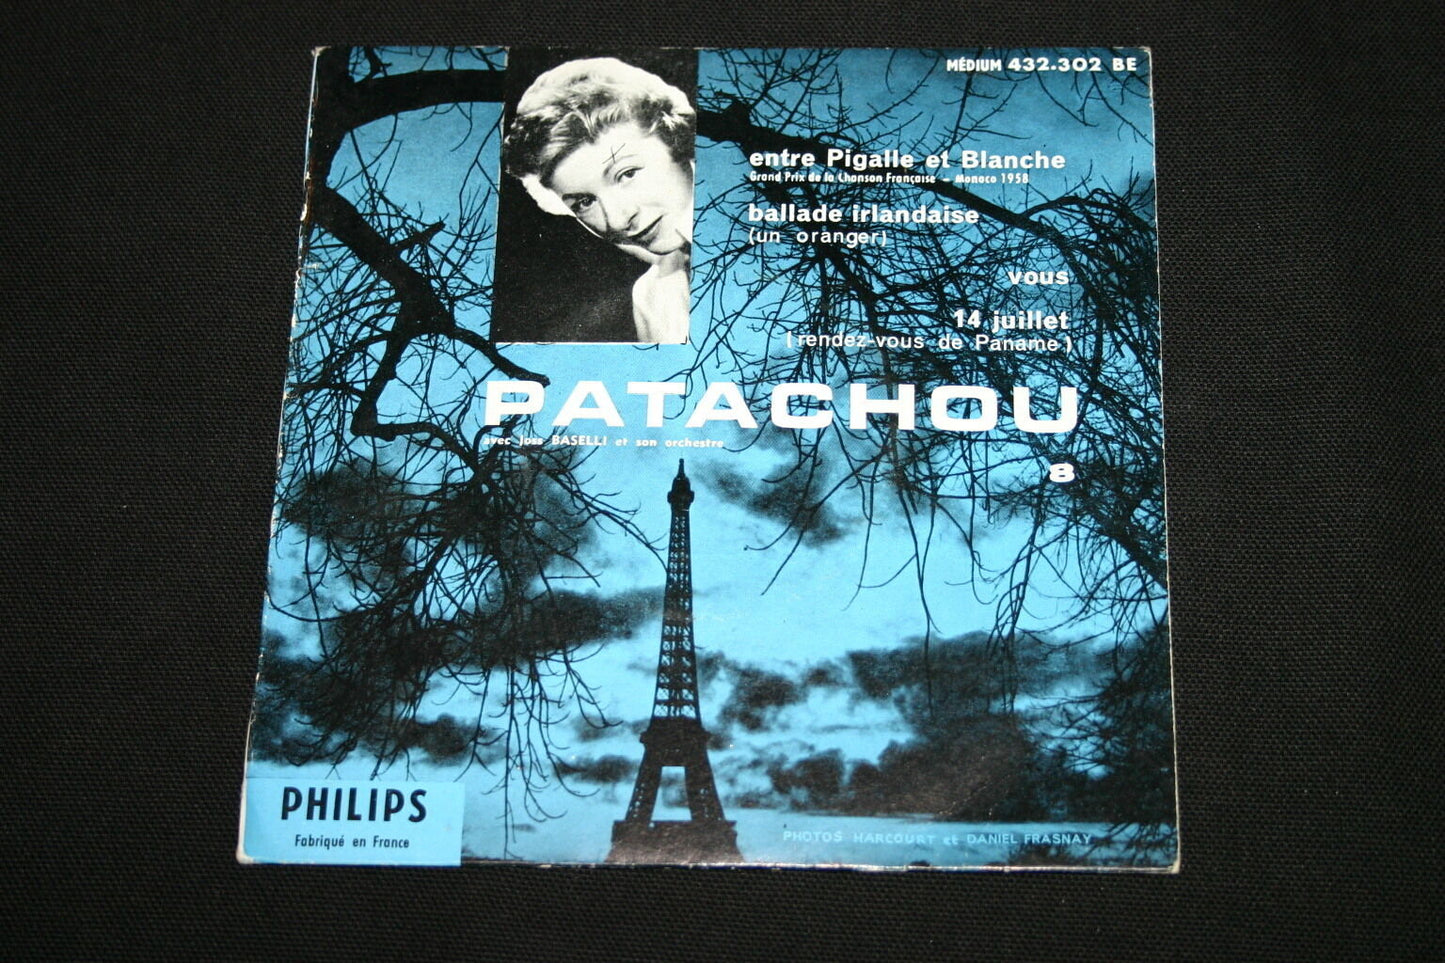 MÉDIUM 432.302 BE
entre Pigalle et Blanche
Grand Prix de la Chanson Française - Monaco 1958
ballade irlandaise
(un oranger)
vous
14 juillet
(rendez-vous de Paname)
PATACHOU
avec Joss BASELLI et son orchestre
8
PHILIPS
Fabriqué en France
PHOTOS HARCOURT et DANIEL FRASNAY